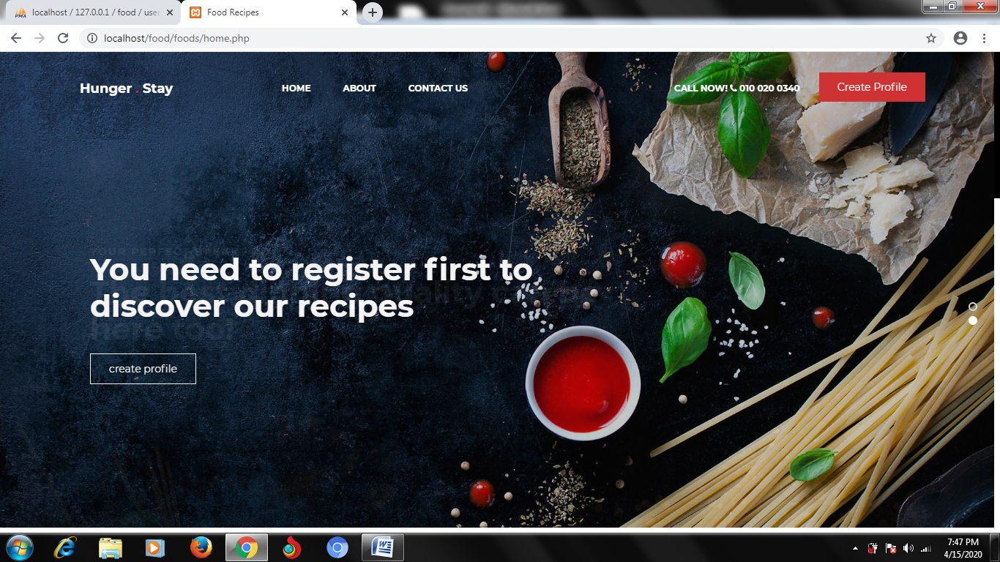 localhost / 127.0.0.1 / food / user
Food Recipes
localhost/food/foods/home.php
Hunger . Stay
HOME
ABOUT
CONTACT US
CALL NOW! 010 020 0340
Create Profile
You need to register first to
discover our recipes
here too
create profile
7:47 PM
4/15/2020